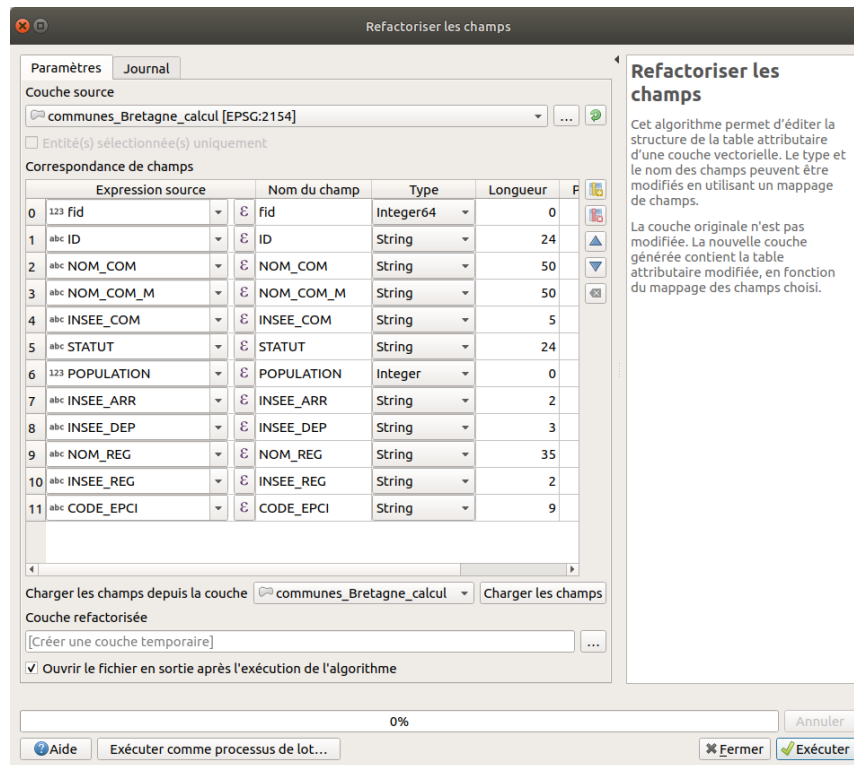 Refactoriser les champs
Paramètres Journal
Couche source
communes_Bretagne_calcul [EPSG:2154] ...
Entité(s) sélectionnée(s) uniquement
Correspondance de champs
Expression source Nom du champ Type Longueur P
0 123 fid ε fid Integer64 0
1 abc ID ε ID String 24
2 abc NOM_COM ε NOM_COM String 50
3 abc NOM_COM_M ε NOM_COM_M String 50
4 abc INSEE_COM ε INSEE_COM String 5
5 abc STATUT ε STATUT String 24
6 123 POPULATION ε POPULATION Integer 0
7 abc INSEE_ARR ε INSEE_ARR String 2
8 abc INSEE_DEP ε INSEE_DEP String 3
9 abc NOM_REG ε NOM_REG String 35
10 abc INSEE_REG ε INSEE_REG String 2
11 abc CODE_EPCI ε CODE_EPCI String 9
Charger les champs depuis la couche communes_Bretagne_calcul Charger les champs
Couche refactorisée
[Créer une couche temporaire] ...
Ouvrir le fichier en sortie après l'exécution de l'algorithme
Refactoriser les
champs
Cet algorithme permet d'éditer la
structure de la table attributaire
d'une couche vectorielle. Le type et
le nom des champs peuvent être
modifiés en utilisant un mappage
de champs.
La couche originale n'est pas
modifiée. La nouvelle couche
générée contient la table
attributaire modifiée, en fonction
du mappage des champs choisi.
0% Annuler
Aide Exécuter comme processus de lot... Fermer Exécuter